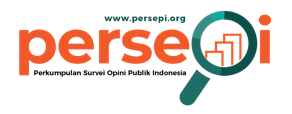 www.persepi.org
persepi
Perkumpulan Survei Opini Publik Indonesia